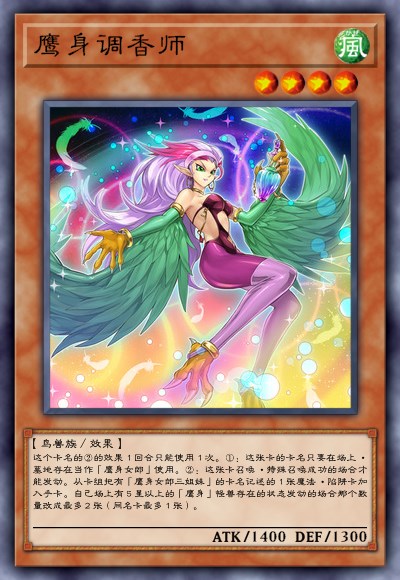 鹰身调香师
風
【鸟兽族/效果】
这个卡名的②的效果1回合只能使用1次。①：这张卡的卡名只要在场上・
墓地存在当作「鹰身女郎」使用。②：这张卡召唤・特殊召唤成功的场合才
能发动。从卡组把有「鹰身女郎三姐妹」的卡名记述的1张魔法・陷阱卡加
入手卡。自己场上有5星以上的「鹰身」怪兽存在的状态发动的场合那个数
量改成最多2张（同名卡最多1张）。
ATK/1400 DEF/1300